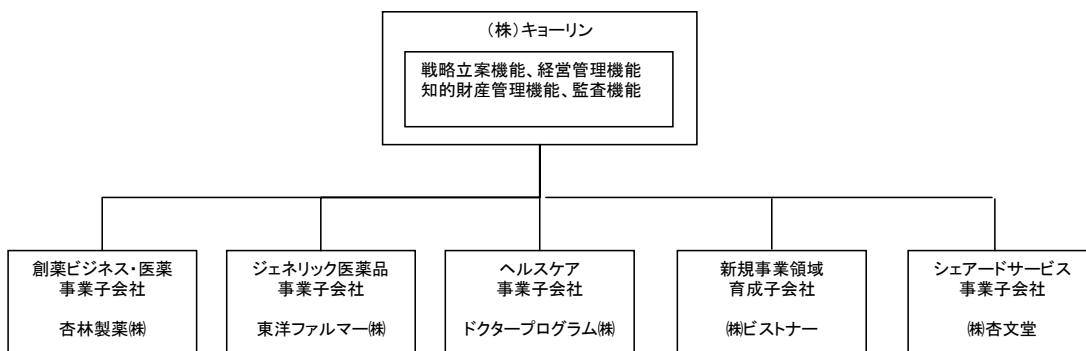 (株)キョーリン
戦略立案機能、経営管理機能
知的財産管理機能、監査機能
創薬ビジネス・医薬
事業子会社
杏林製薬㈱
ジェネリック医薬品
事業子会社
東洋ファルマー㈱
ヘルスケア
事業子会社
ドクタープログラム㈱
新規事業領域
育成子会社
㈱ビストナー
シェアードサービス
事業子会社
㈱杏文堂